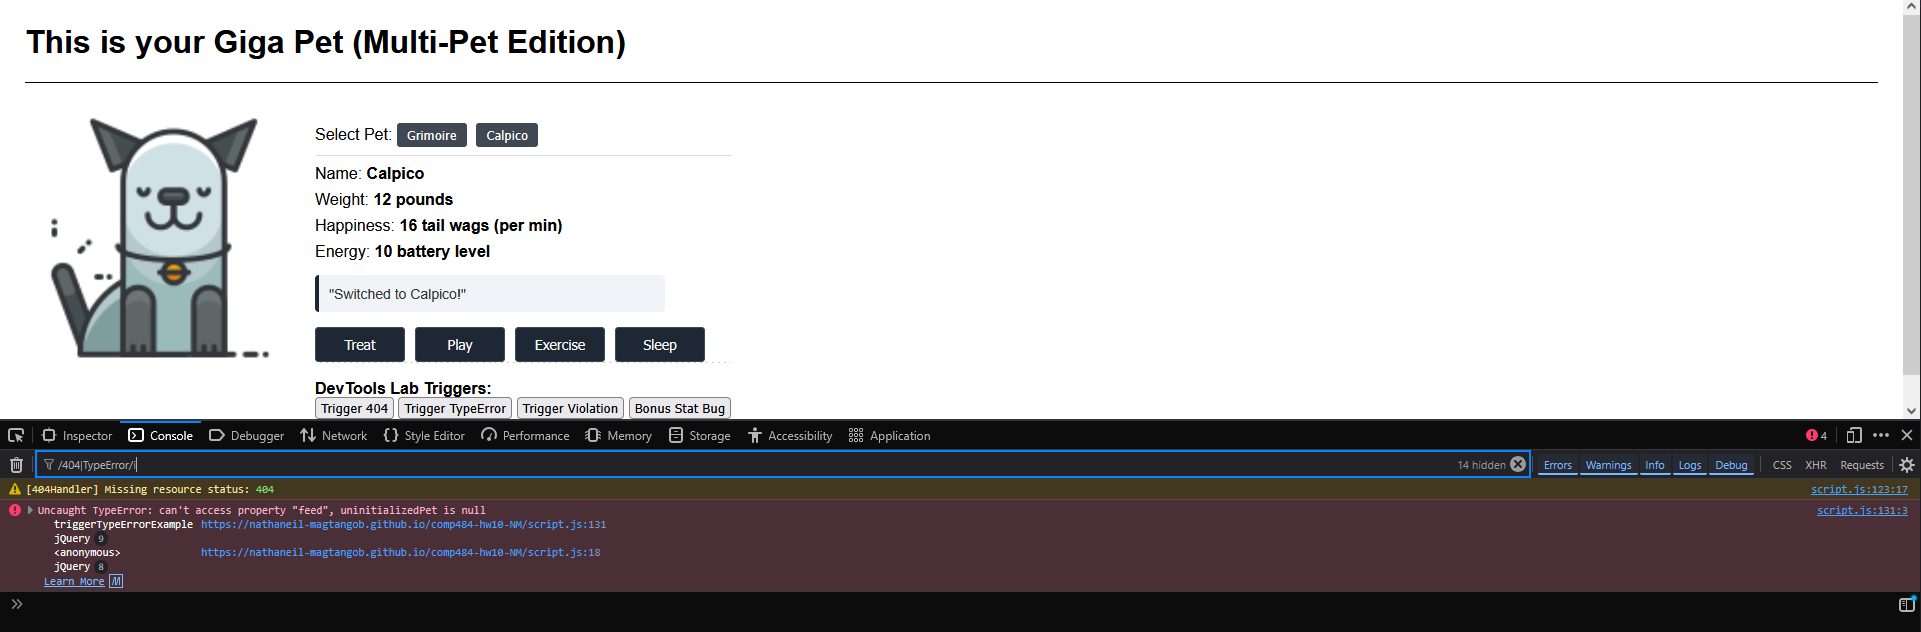 This is your Giga Pet (Multi-Pet Edition)
Select Pet: Grimoire Calpico
Name: Calpico
Weight: 12 pounds
Happiness: 16 tail wags (per min)
Energy: 10 battery level
"Switched to Calpico!"
Treat Play Exercise Sleep
DevTools Lab Triggers:
Trigger 404 Trigger TypeError Trigger Violation Bonus Stat Bug
Inspector Console Debugger Network Style Editor Performance Memory Storage Accessibility Application 4
/404|TypeError/i 14 hidden Errors Warnings Info Logs Debug CSS XHR Requests
[404Handler] Missing resource status: 404 script.js:123:17
Uncaught TypeError: can't access property "feed", uninitializedPet is null script.js:131:3
triggerTypeErrorExample https://nathaneil-magtangob.github.io/comp484-hw10-NM/script.js:131
jQuery 9
<anonymous> https://nathaneil-magtangob.github.io/comp484-hw10-NM/script.js:18
jQuery 8
Learn More